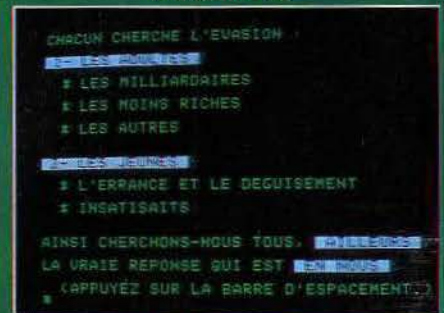 CHACUN CHERCHE L'EVASION :
1- LES ADULTES
# LES MILLIARDAIRES
# LES MOINS RICHES
# LES AUTRES
2- LES JEUNES
# L'ERRANCE ET LE DEGUISEMENT
# INSATISAITS
AINSI CHERCHONS-NOUS TOUS, AILLEURS
LA VRAIE REPONSE QUI EST EN NOUS
(APPUYEZ SUR LA BARRE D'ESPACEMENT.)